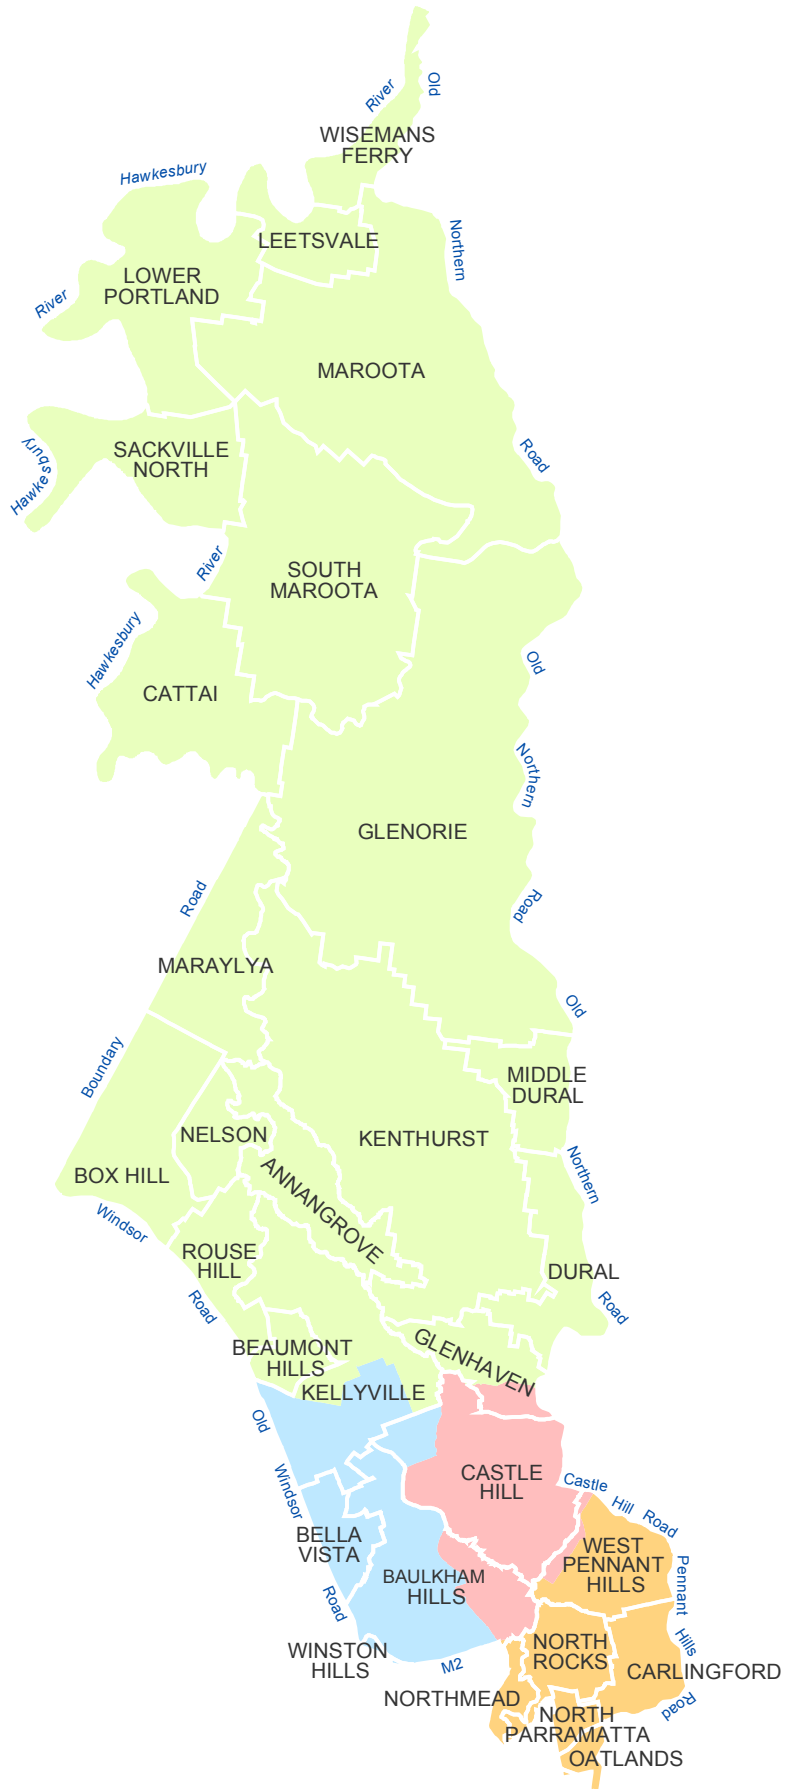 Old
River
WISEMANS
FERRY
Hawkesbury
Northern
LEETSVALE
LOWER
PORTLAND
River
MAROOTA
Road
SACKVILLE
NORTH
Hawkesbury
River
SOUTH
MAROOTA
Hawkesbury
Old
CATTAI
Northern
GLENORIE
Road
Road
MARAYLYA
Old
Boundary
MIDDLE
DURAL
NELSON
KENTHURST
Northern
BOX HILL
ANNANGROVE
Windsor
ROUSE
HILL
DURAL
Road
Road
BEAUMONT
HILLS
GLENHAVEN
KELLYVILLE
Old
CASTLE
HILL
Castle
Hill
Road
Windsor
BELLA
VISTA
WEST
PENNANT
HILLS
Pennant
BAULKHAM
HILLS
Road
Hills
WINSTON
HILLS
NORTH
ROCKS
M2
CARLINGFORD
NORTHMEAD
Road
NORTH
PARRAMATTA
OATLANDS